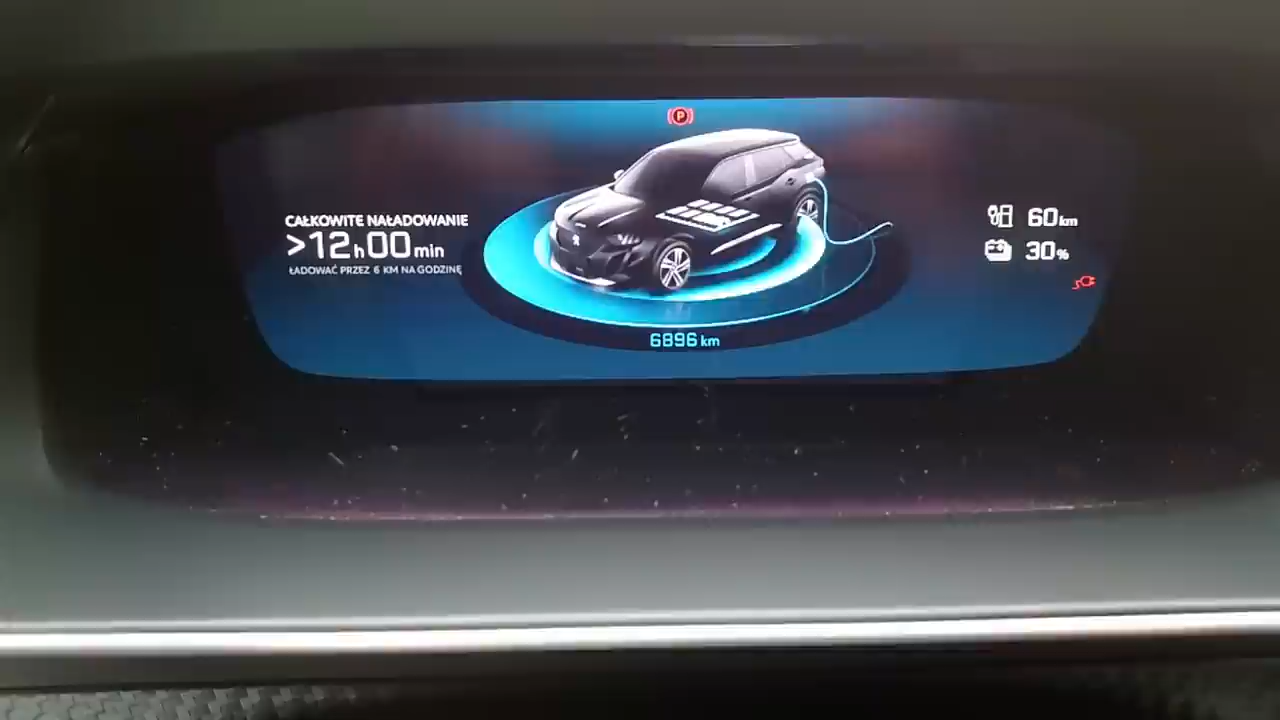 P
CAŁKOWITE NAŁADOWANIE
>12h00min
ŁADOWAĆ PRZEZ 6 KM NA GODZINĘ
60km
30%
6896 km